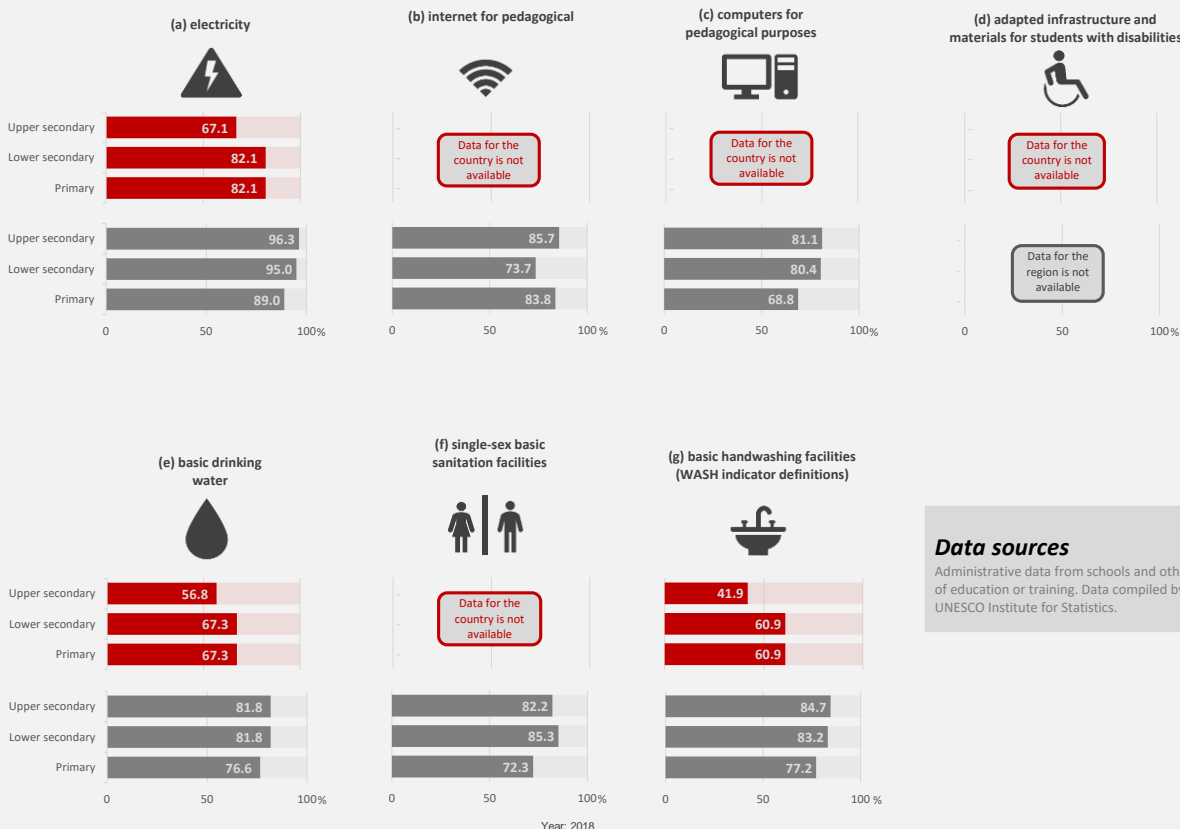 (a) electricity
(b) internet for pedagogical
(c) computers for
pedagogical purposes
(d) adapted infrastructure and
materials for students with disabilities
Upper secondary
67.1
Lower secondary
82.1
Primary
82.1
Data for the
country is not
available
Data for the
country is not
available
Data for the
country is not
available
Upper secondary
96.3
Lower secondary
95.0
Primary
89.0
85.7
73.7
83.8
81.1
80.4
68.8
Data for the
region is not
available
0 50 100%
0 50 100%
0 50 100%
0 50 100%
(e) basic drinking
water
(f) single-sex basic
sanitation facilities
(g) basic handwashing facilities
(WASH indicator definitions)
Upper secondary
56.8
Lower secondary
67.3
Primary
67.3
Data for the
country is not
available
41.9
60.9
60.9
Data sources
Administrative data from schools and oth
of education or training. Data compiled by
UNESCO Institute for Statistics.
Upper secondary
81.8
Lower secondary
81.8
Primary
76.6
82.2
85.3
72.3
84.7
83.2
77.2
0 50 100%
0 50 100%
0 50 100 %
Year: 2018